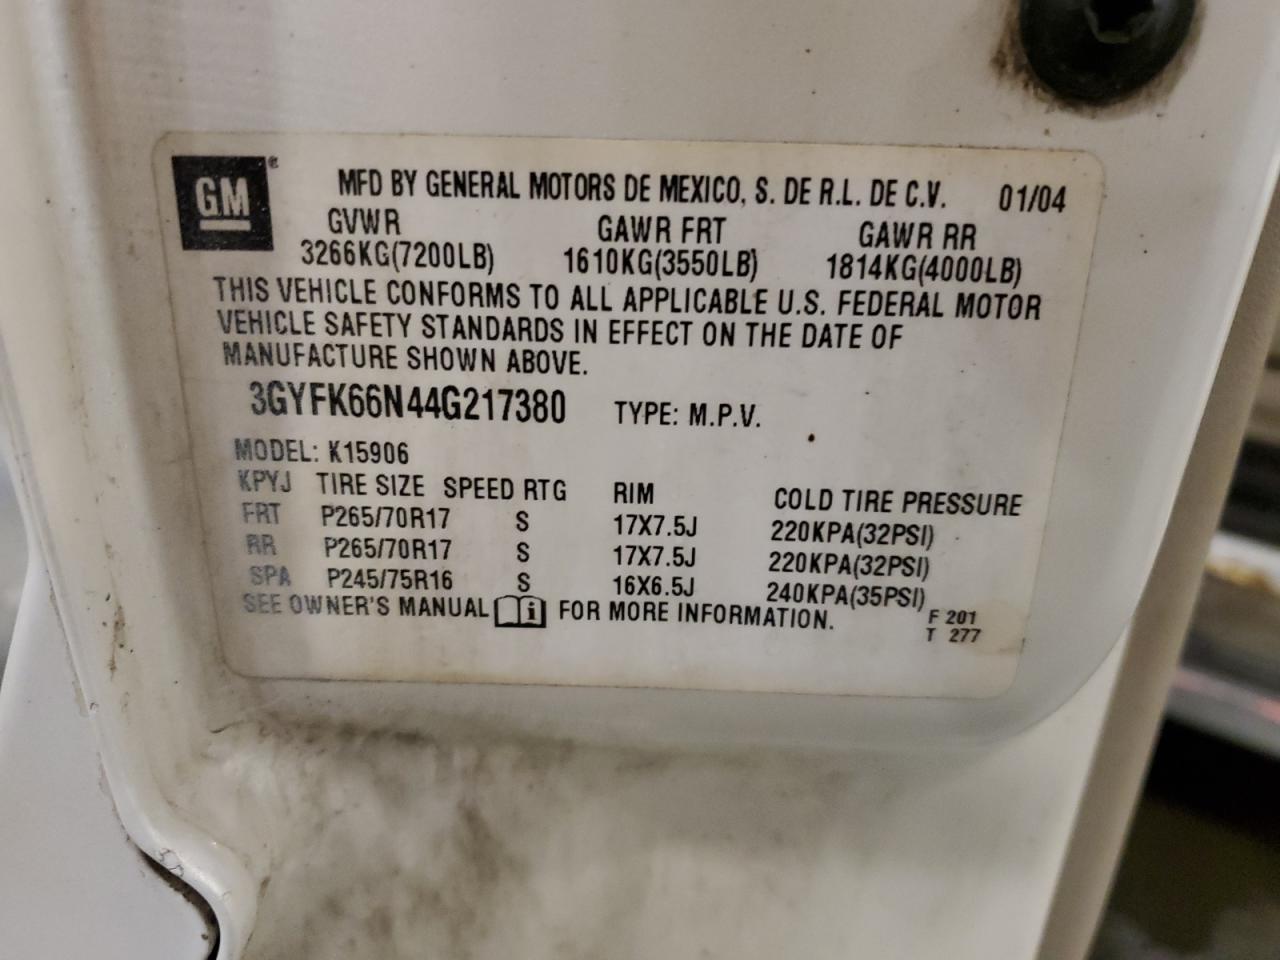 GM®
MFD BY GENERAL MOTORS DE MEXICO, S. DE R.L. DE C.V. 01/04
GVWR GAWR FRT GAWR RR
3266KG(7200LB) 1610KG(3550LB) 1814KG(4000LB)
THIS VEHICLE CONFORMS TO ALL APPLICABLE U.S. FEDERAL MOTOR
VEHICLE SAFETY STANDARDS IN EFFECT ON THE DATE OF
MANUFACTURE SHOWN ABOVE.
3GYFK66N44G217380 TYPE: M.P.V.
MODEL: K15906
KPYJ TIRE SIZE SPEED RTG RIM COLD TIRE PRESSURE
FRT P265/70R17 S 17X7.5J 220KPA(32PSI)
RR P265/70R17 S 17X7.5J 220KPA(32PSI)
SPA P245/75R16 S 16X6.5J 240KPA(35PSI)
SEE OWNER'S MANUAL i FOR MORE INFORMATION.
F 201
T 277